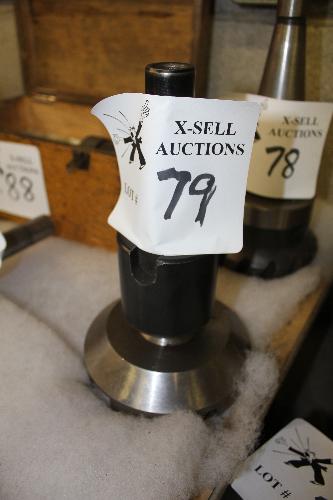 X-SELL
AUCTIONS
LOT # 79
X-SELL
AUCTIONS
78
88
LOT #